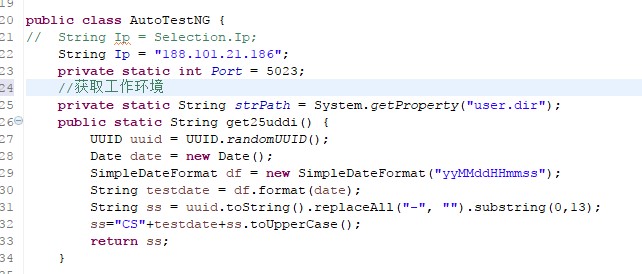 19
20 public class AutoTestNG {
21 // String Ip = Selection.Ip;
22 String Ip = "188.101.21.186";
23 private static int Port = 5023;
24 //获取工作环境
25 private static String strPath = System.getProperty("user.dir");
26 public static String get25uddi() {
27 UUID uuid = UUID.randomUUID();
28 Date date = new Date();
29 SimpleDateFormat df = new SimpleDateFormat("yyMMddHHmmss");
30 String testdate = df.format(date);
31 String ss = uuid.toString().replaceAll("-", "").substring(0,13);
32 ss="CS"+testdate+ss.toUpperCase();
33 return ss;
34 }